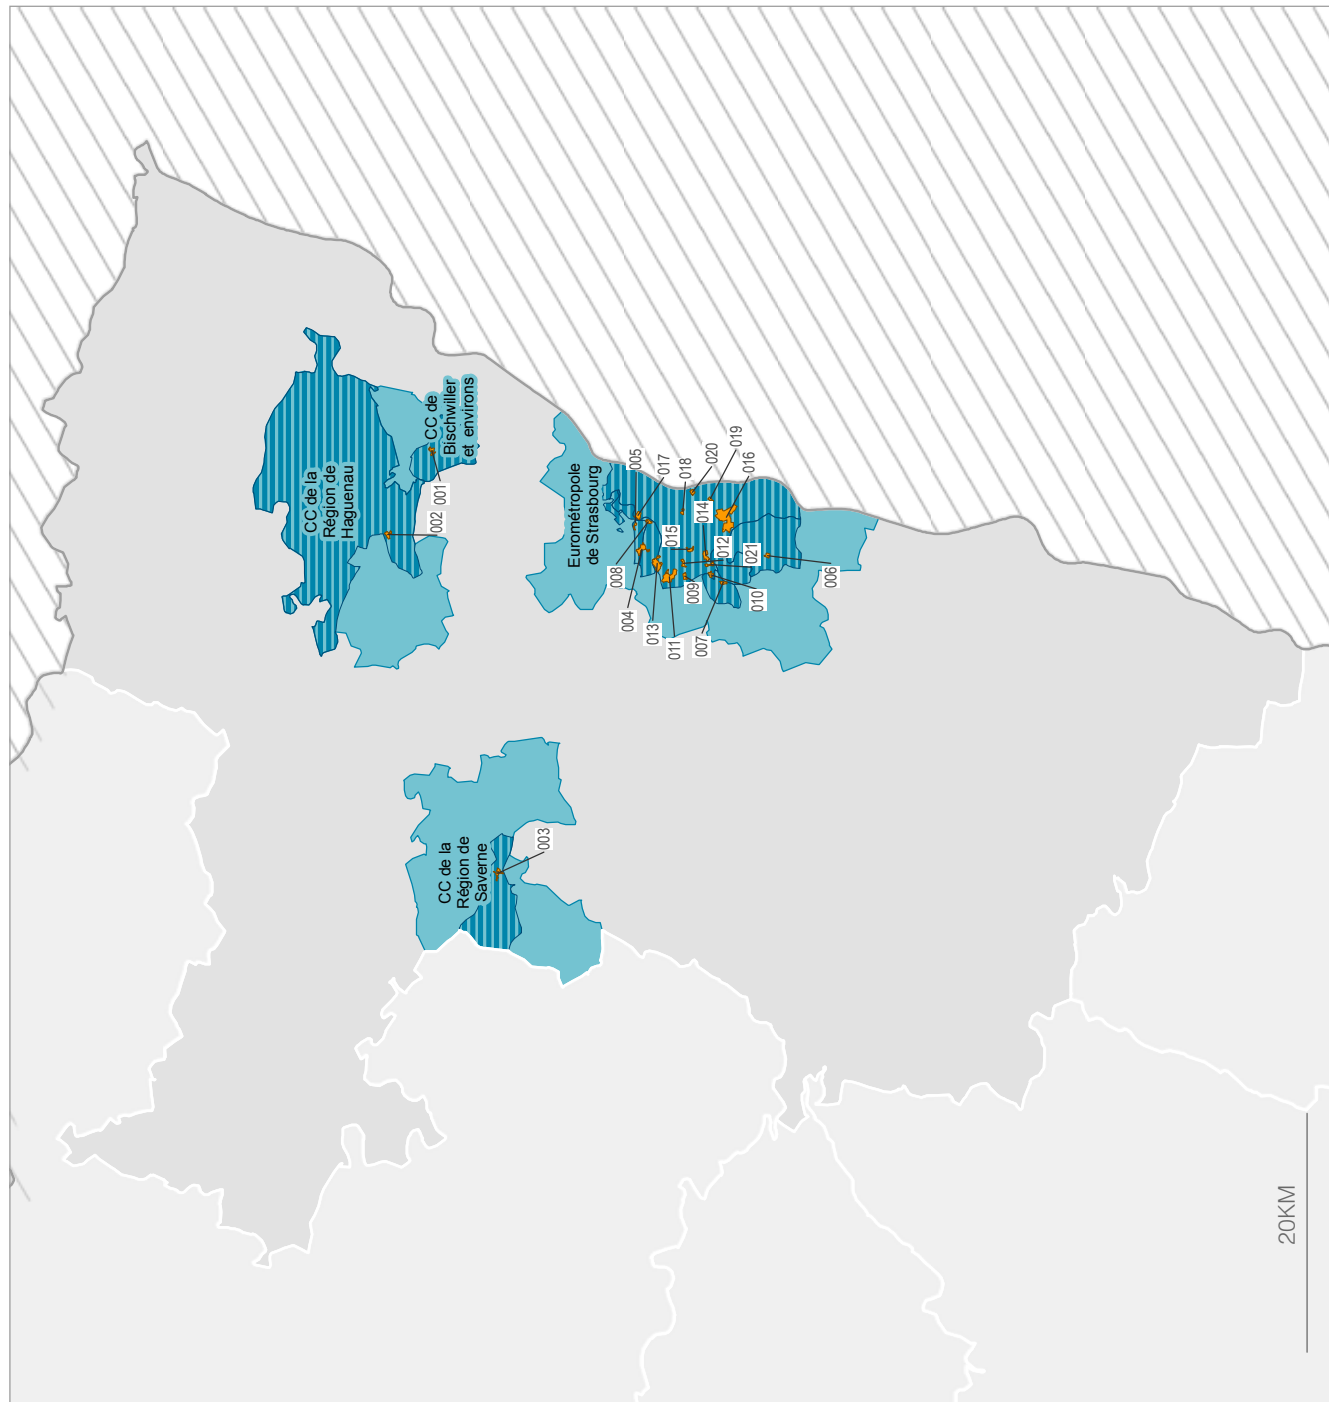 CC de la
Région de
Haguenau
CC de
Bischwiller
et environs
001
002
Eurométropole
de Strasbourg
005
017
018
020
019
016
014
015
012
021
008
004
013
011
009
007
010
006
CC de la
Région de
Saverne
003
20KM